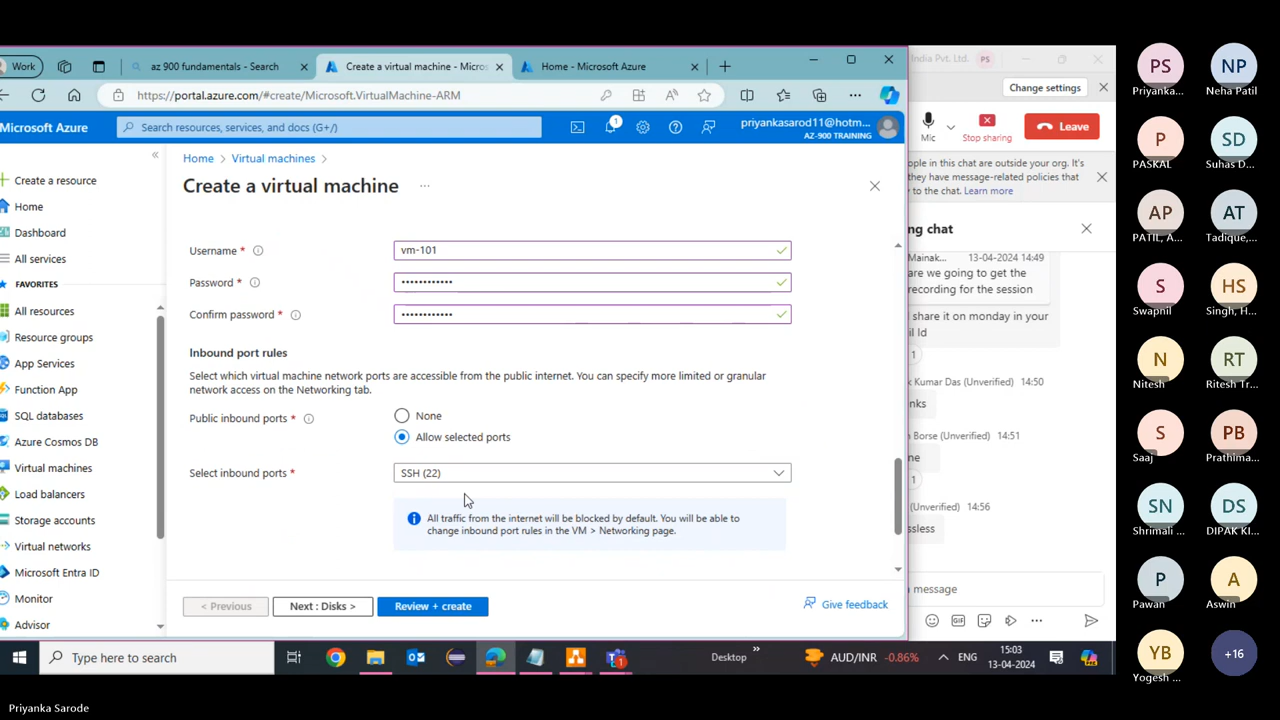 Work
az 900 fundamentals - Search
Create a virtual machine - Micros
Home - Microsoft Azure
https://portal.azure.com/#create/Microsoft.VirtualMachine-ARM
Microsoft Azure
Search resources, services, and docs (G+/)
1
priyankasarod11@hotm...
AZ-900 TRAINING
Create a resource
Home
Dashboard
All services
FAVORITES
All resources
Resource groups
App Services
Function App
SQL databases
Azure Cosmos DB
Virtual machines
Load balancers
Storage accounts
Virtual networks
Microsoft Entra ID
Monitor
Advisor
Home > Virtual machines >
Create a virtual machine ...
Username *
vm-101
Password *
••••••••••••
Confirm password *
••••••••••••
Inbound port rules
Select which virtual machine network ports are accessible from the public internet. You can specify more limited or granular
network access on the Networking tab.
Public inbound ports *
None
Allow selected ports
Select inbound ports *
SSH (22)
All traffic from the internet will be blocked by default. You will be able to
change inbound port rules in the VM > Networking page.
< Previous
Next : Disks >
Review + create
Give feedback
India Pvt. Ltd.
PS
Change settings
Mic
Stop sharing
Leave
ople in this chat are outside your org. It's
they have message-related policies that
y to the chat. Learn more
ng chat
Mainak...
13-04-2024 14:49
are we going to get the
recording for the session
share it on monday in your
il Id
1
Kumar Das (Unverified) 14:50
nks
Borse (Unverified) 14:51
ne
1
(Unverified) 14:56
ssless
message
GIF
Type here to search
1
Desktop
AUD/INR -0.86%
ENG
15:03
13-04-2024
PS
Priyanka...
NP
Neha Patil
P
PASKAL
SD
Suhas D...
AP
PATIL, A...
AT
Tadique,...
S
Swapnil
HS
Singh, H...
N
Nitesh
RT
Ritesh Tr...
S
Saaj
PB
Prathima...
SN
Shrimali ...
DS
DIPAK KI...
P
Pawan
A
Aswin
YB
Yogesh ...
+16
Priyanka Sarode